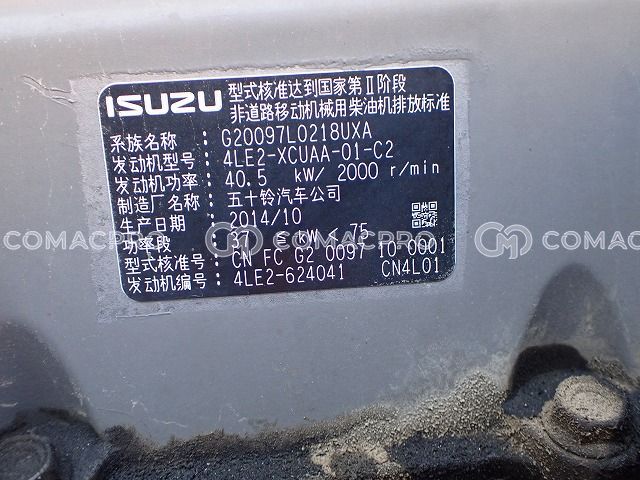 ISUZU 型式核准达到国家第Ⅱ阶段
非道路移动机械用柴油机排放标准
系族名称 : G20097L0218UXA
发动机型号: 4LE2-XCUAA-01-C2
发动机功率: 40.5 kW/ 2000 r/min
制造厂名称: 五十铃汽车公司
生产日期: 2014/10
功率段 : 37 ≤ kW < 75
型式核准号: CN FC G2 0097 10 0001
发动机编号: 4LE2-624041 CN4L01
COMACPRO
COMACPRO
COMACPRO